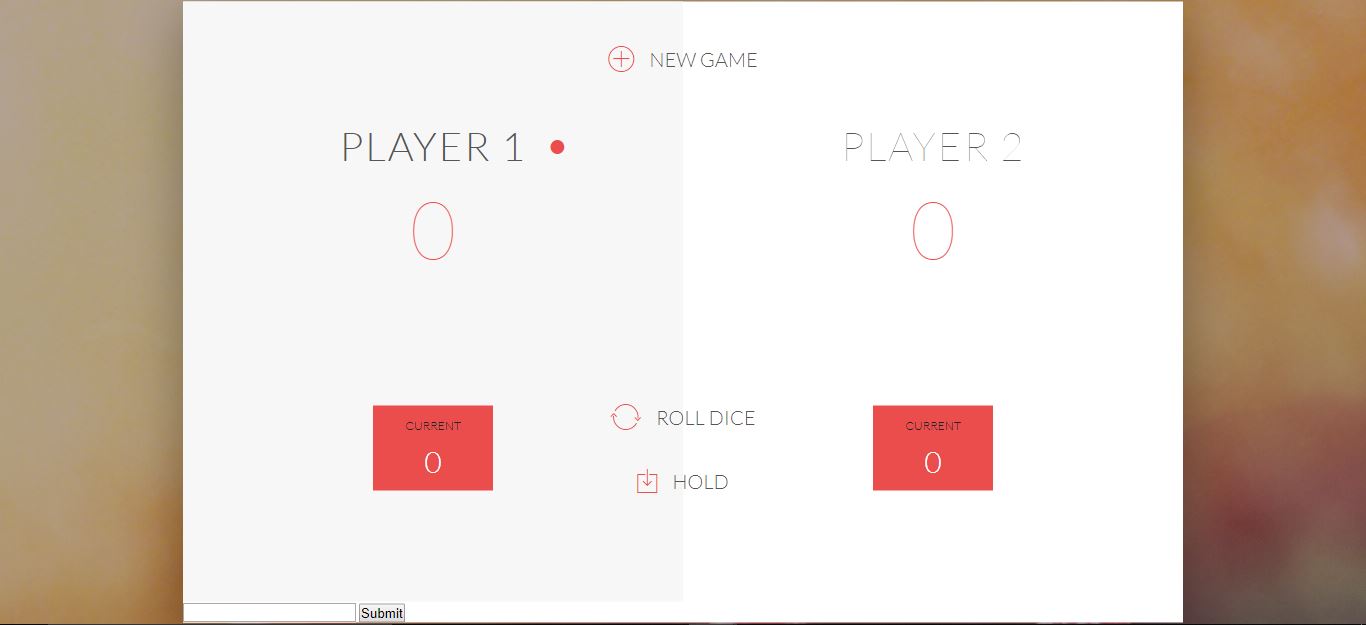 NEW GAME
PLAYER 1
PLAYER 2
0
0
CURRENT
0
ROLL DICE
CURRENT
0
HOLD
Submit